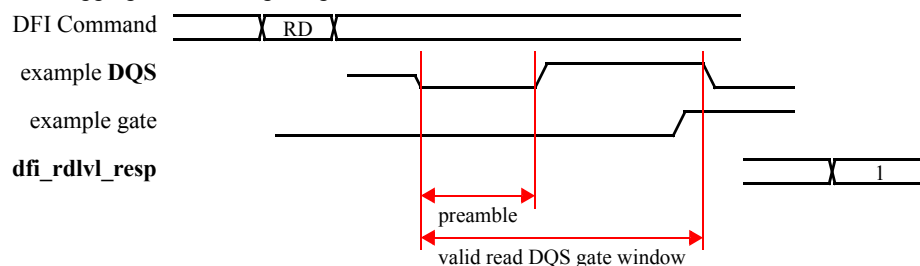 DFI Command
RD
example DQS
example gate
dfi_rdlvl_resp
1
preamble
valid read DQS gate window